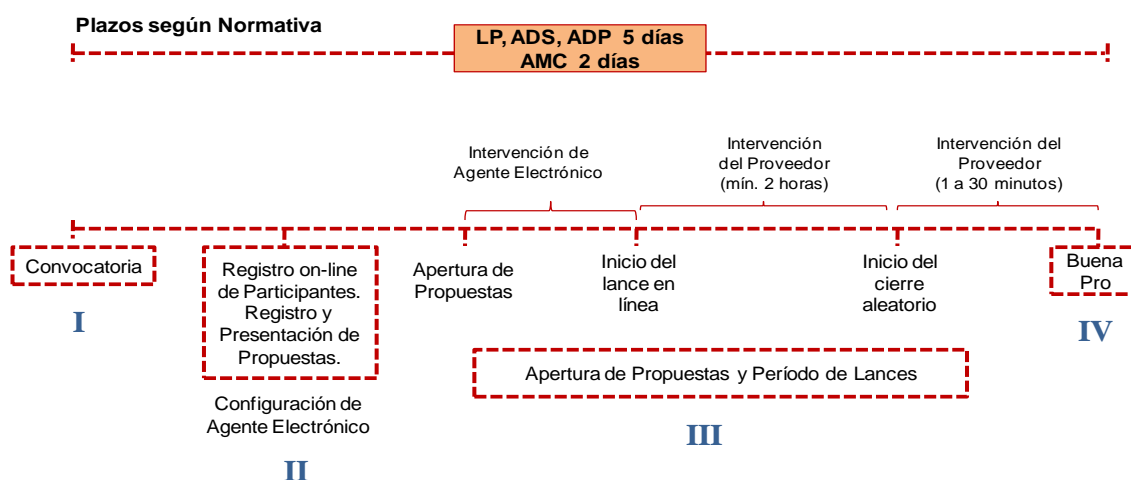 Plazos según Normativa
LP, ADS, ADP 5 días
AMC 2 días
Intervención de
Agente Electrónico
Intervención
del Proveedor
(mín. 2 horas)
Intervención del
Proveedor
(1 a 30 minutos)
Convocatoria
I
Registro on-line
de Participantes.
Registro y
Presentación de
Propuestas.
Configuración de
Agente Electrónico
II
Apertura de
Propuestas
Inicio del
lance en
línea
Inicio del
cierre
aleatorio
Apertura de Propuestas y Período de Lances
III
Buena
Pro
IV